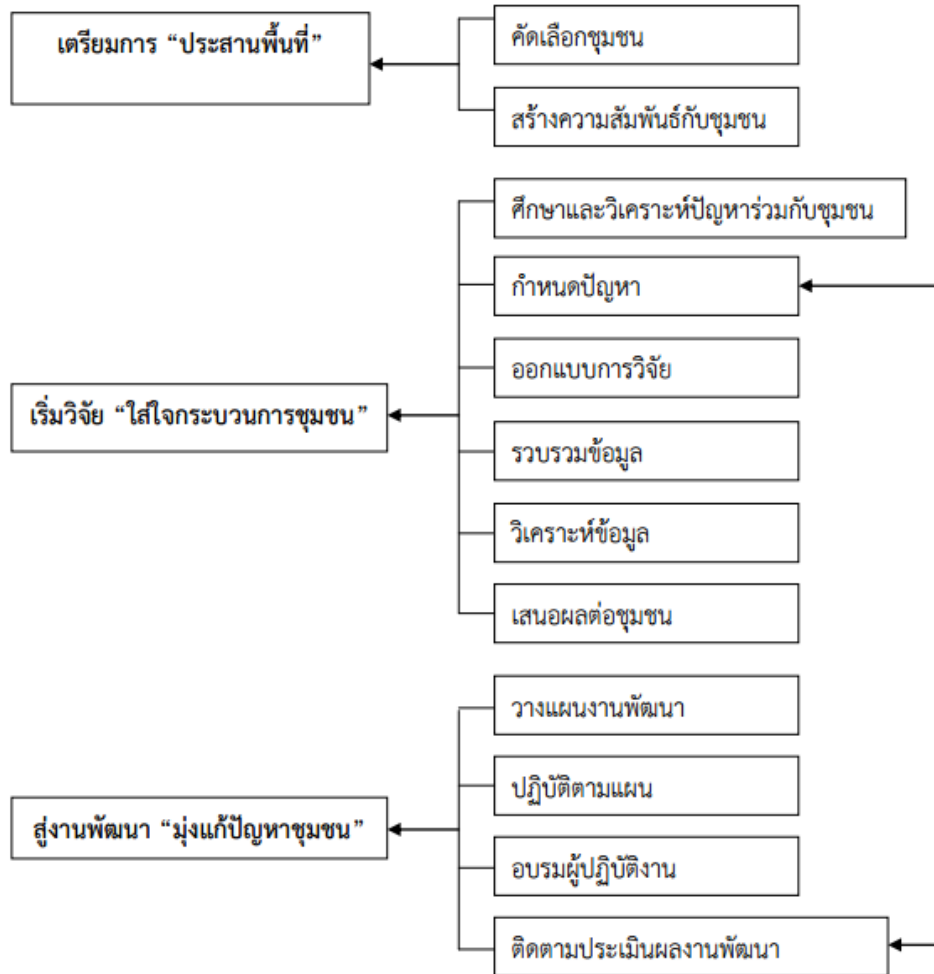 เตรียมการ “ประสานพื้นที่”
คัดเลือกชุมชน
สร้างความสัมพันธ์กับชุมชน
เริ่มวิจัย “ใส่ใจกระบวนการชุมชน”
ศึกษาและวิเคราะห์ปัญหาร่วมกับชุมชน
กำหนดปัญหา
ออกแบบการวิจัย
รวบรวมข้อมูล
วิเคราะห์ข้อมูล
เสนอผลต่อชุมชน
สู่งานพัฒนา “มุ่งแก้ปัญหาชุมชน”
วางแผนงานพัฒนา
ปฏิบัติตามแผน
อบรมผู้ปฏิบัติงาน
ติดตามประเมินผลงานพัฒนา